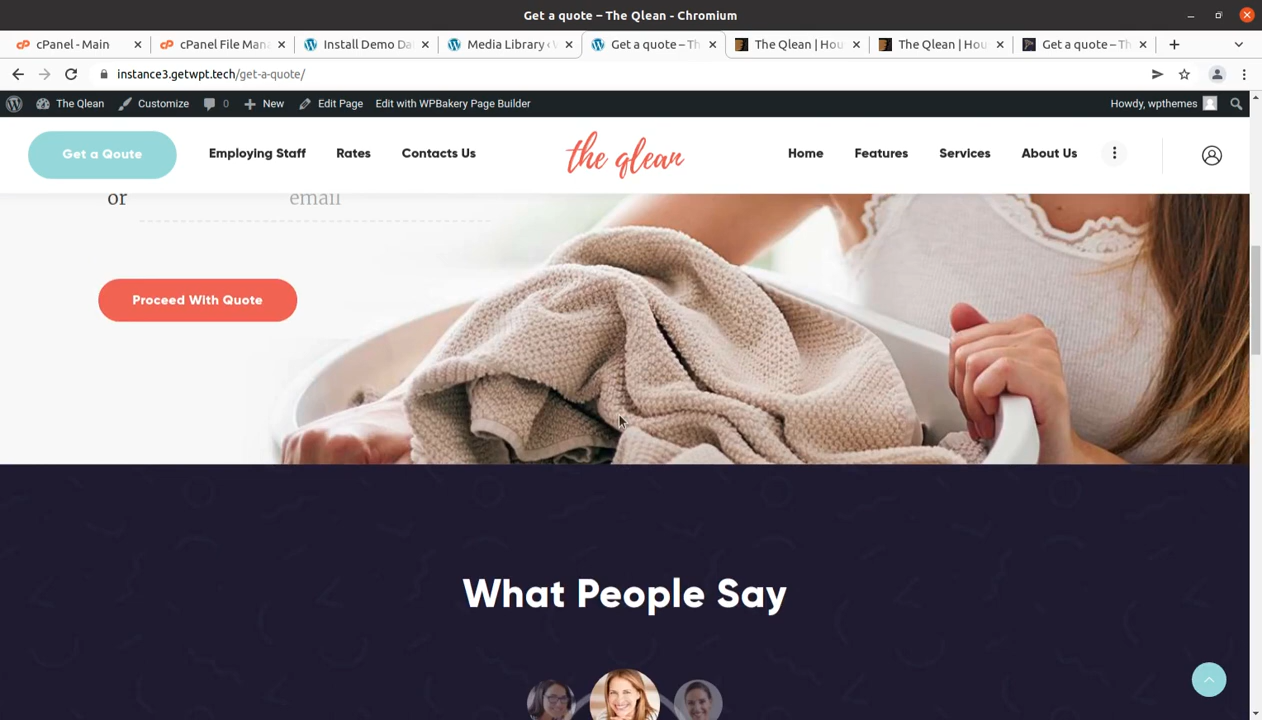 Get a quote – The Qlean - Chromium
cPanel - Main
cPanel File Man
Install Demo Da
Media Library ‹ W
Get a quote – Th
The Qlean | Hou
The Qlean | Hou
Get a quote – Th
instance3.getwpt.tech/get-a-quote/
The Qlean
Customize
0
New
Edit Page
Edit with WPBakery Page Builder
Howdy, wpthemes
Get a Qoute
Employing Staff
Rates
Contacts Us
the qlean
Home
Features
Services
About Us
or
email
Proceed With Quote
What People Say